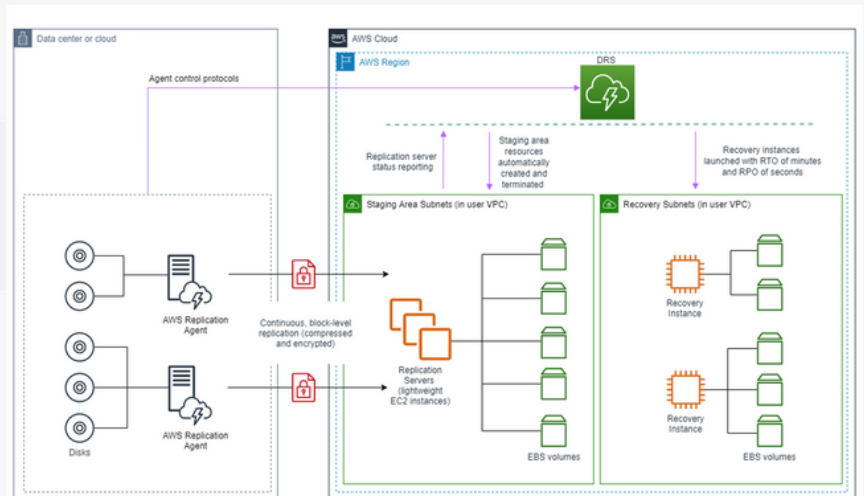 Data center or cloud
aws
AWS Cloud
AWS Region
DRS
Agent control protocols
Replication server
status reporting
Staging area
resources
automatically
created and
terminated
Recovery instances
launched with RTO of minutes
and RPO of seconds
Staging Area Subnets (in user VPC)
Recovery Subnets (in user VPC)
AWS Replication
Agent
Continuous, block-level
replication (compressed
and encrypted)
Replication
Servers
(lightweight
EC2 instances)
Recovery
Instance
AWS Replication
Agent
Recovery
Instance
Disks
EBS volumes
EBS volumes